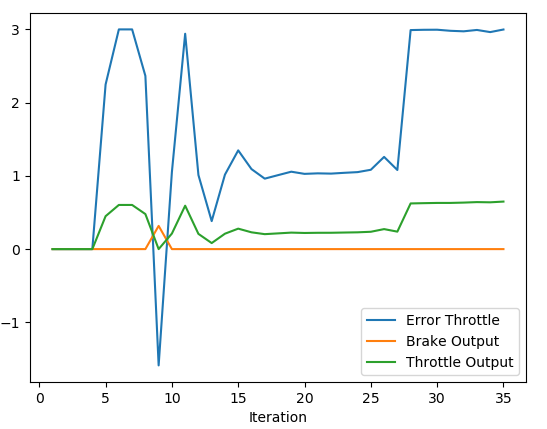 3
2
1
0
−1
0 5 10 15 20 25 30 35
Iteration
Error Throttle
Brake Output
Throttle Output